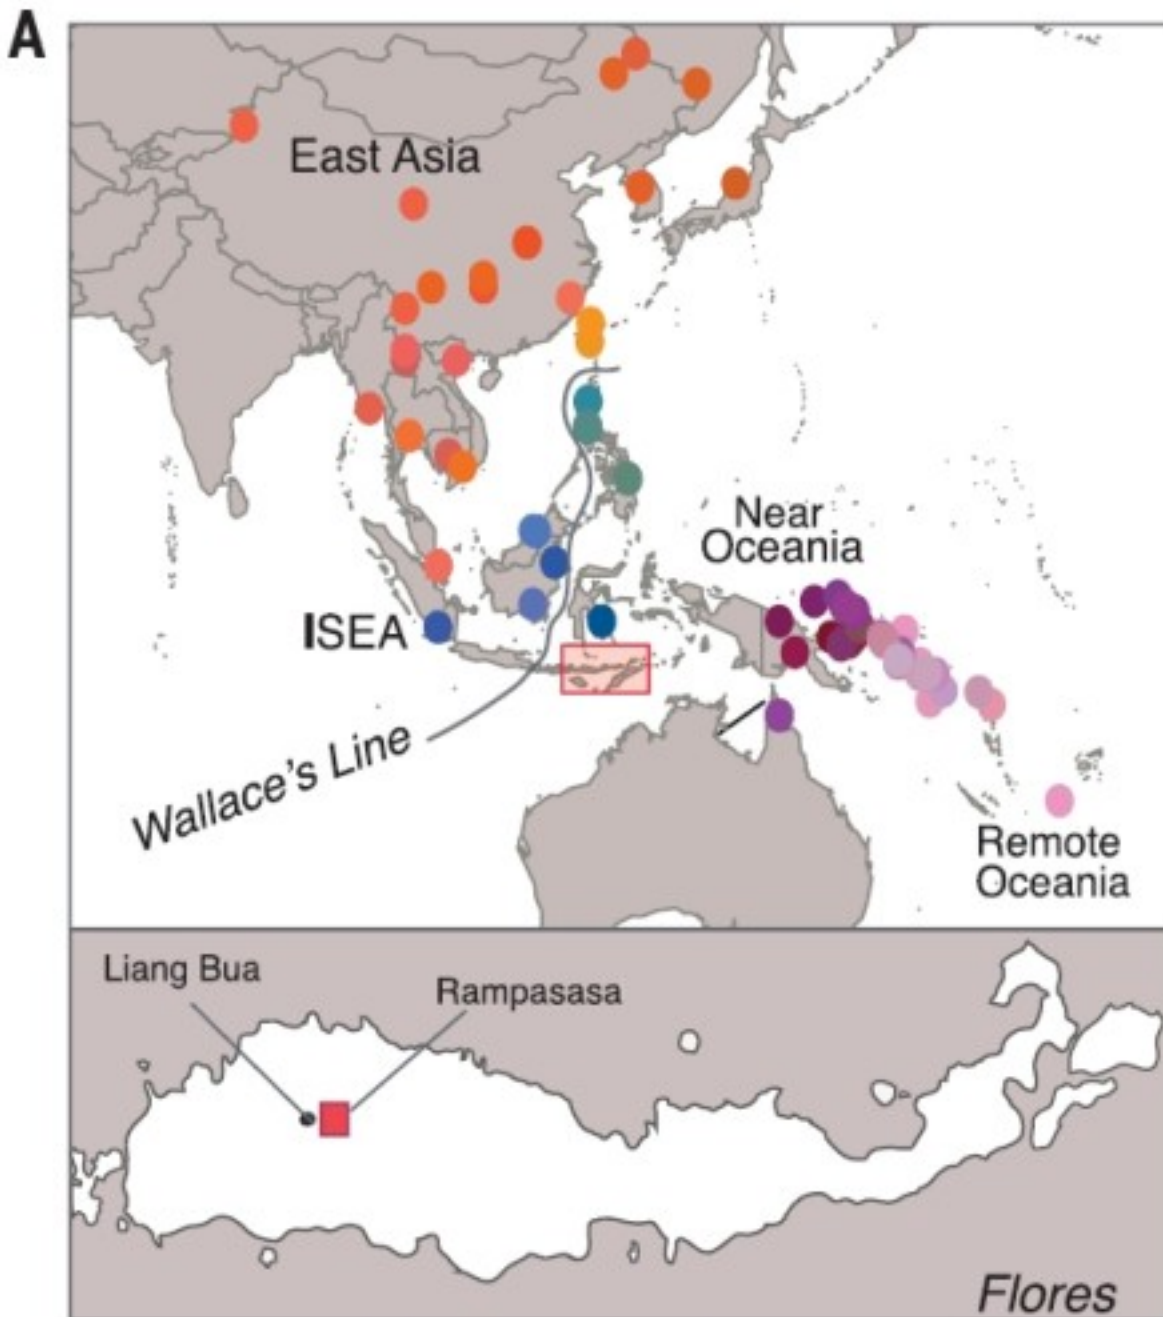 A
East Asia
Near
Oceania
ISEA
Wallace's Line
Remote
Oceania
Liang Bua
Rampasasa
Flores